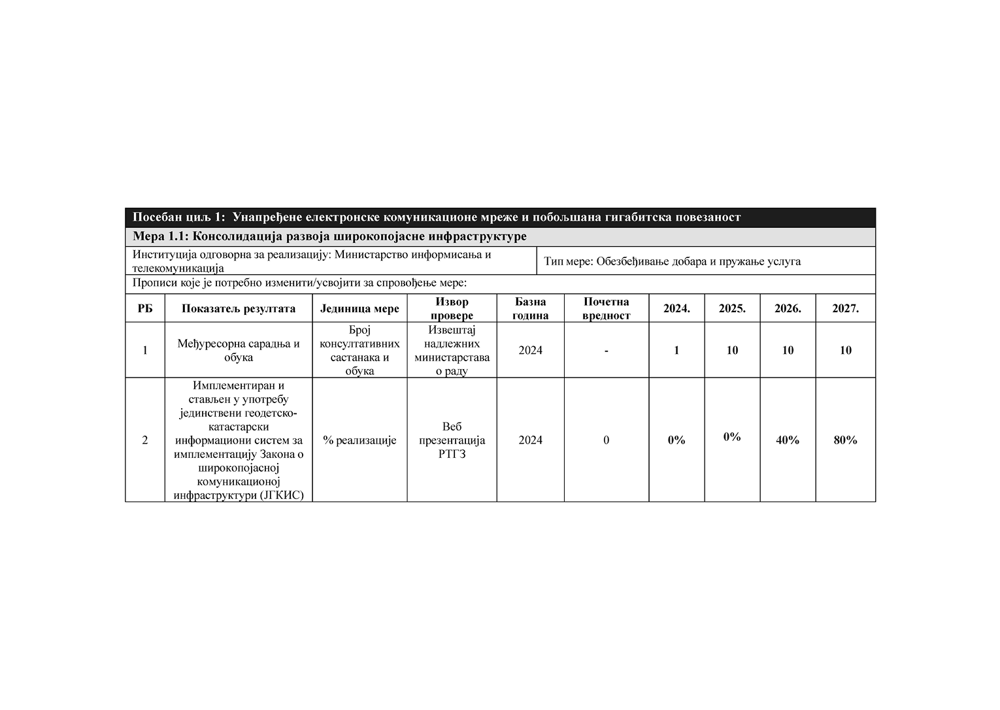 Посебан циљ 1:  Унапређене електронске комуникационе мреже и побољшана гигабитска повезаност
Мера 1.1: Консолидација развоја широкопојасне инфраструктуре
Институција одговорна за реализацију: Министарство информисања и
телекомуникација
Тип мере: Обезбеђивање добара и пружање услуга
Прописи које је потребно изменити/усвојити за спровођење мере:
РБ
Показатељ резултата
Јединица мере
Извор
провере
Базна
година
Почетна
вредност
2024.
2025.
2026.
2027.
1
Међуресорна сарадња и
обука
Број
консултативних
састанака и
обука
Извештај
надлежних
министарстава
о раду
2024
-
1
10
10
10
2
Имплементиран и
стављен у употребу
јединствени геодетско-
катастарски
информациони систем за
имплементацију Закона о
широкопојасној
комуникационој
инфраструктури (ЈГКИС)
% реализације
Веб
презентација
РТГЗ
2024
0
0%
0%
40%
80%